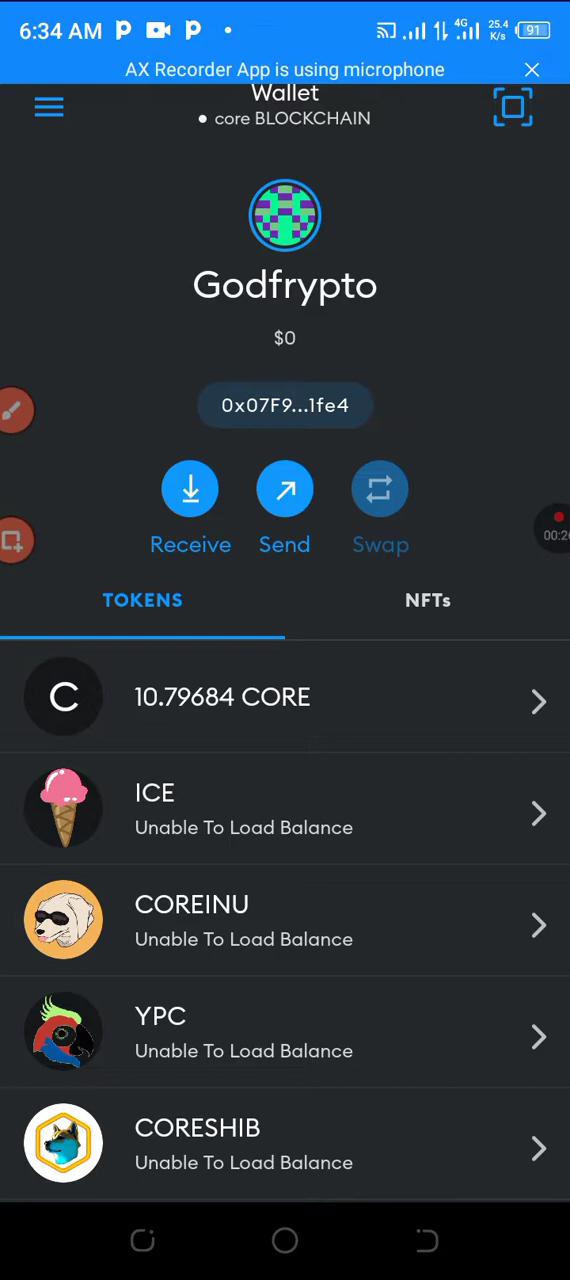 6:34 AM
4G
25.4
K/s
91
AX Recorder App is using microphone
Wallet
core BLOCKCHAIN
Godfrypto
$0
0x07F9...1fe4
Receive
Send
Swap
TOKENS
NFTs
C
10.79684 CORE
ICE
Unable To Load Balance
COREINU
Unable To Load Balance
YPC
Unable To Load Balance
CORESHIB
Unable To Load Balance